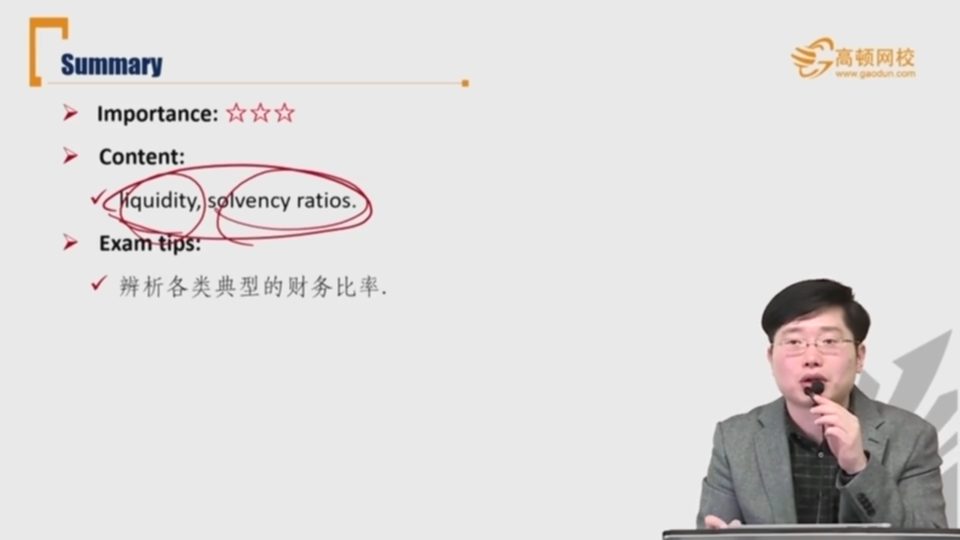 Summary
高顿网校
www.gaodun.com
Importance: ☆☆☆
Content:
liquidity, solvency ratios.
Exam tips:
辨析各类典型的财务比率.